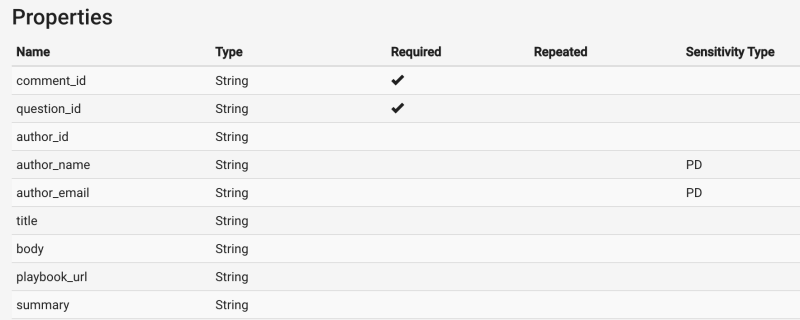 Properties
Name Type Required Repeated Sensitivity Type
comment_id String ✔
question_id String ✔
author_id String
author_name String PD
author_email String PD
title String
body String
playbook_url String
summary String